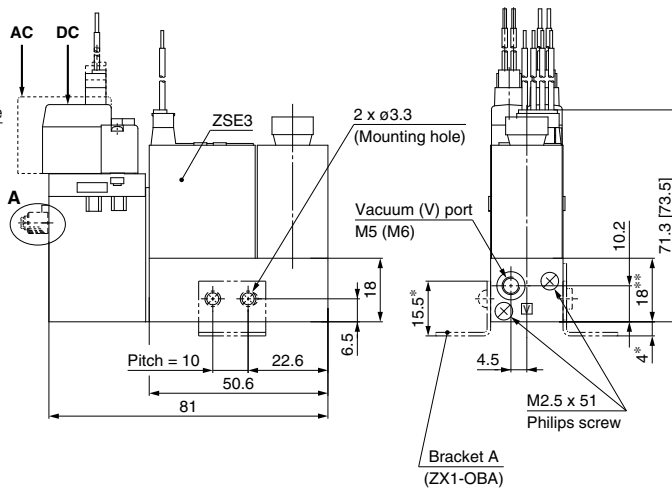 AC
DC
ZSE3
2 x ø3.3
(Mounting hole)
A
Vacuum (V) port
M5 (M6)
71.3 [73.5]
10.2
18**
4*
15.5*
18
6.5
V
Pitch = 10
22.6
4.5
50.6
81
M2.5 x 51
Philips screw
Bracket A
(ZX1-OBA)